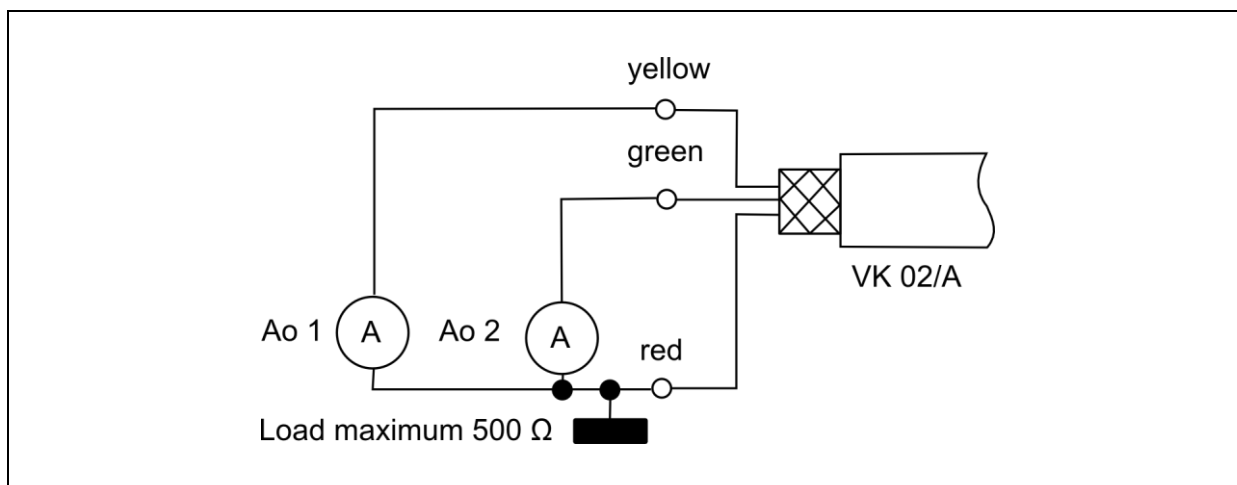 yellow
green
VK 02/A
Ao 1
A
Ao 2
A
red
Load maximum 500 Ω